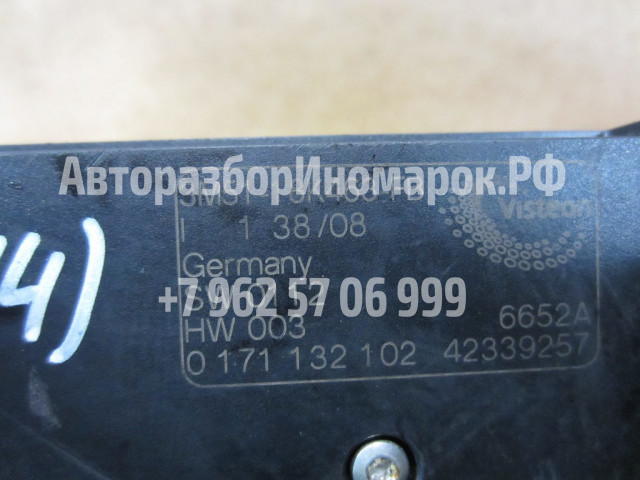 АвторазборИномарок.РФ
Visteon
I 1 38/08
Germany
+7 962 57 06 999
HW 003 6652A
0 171 132 102 42339257
4)